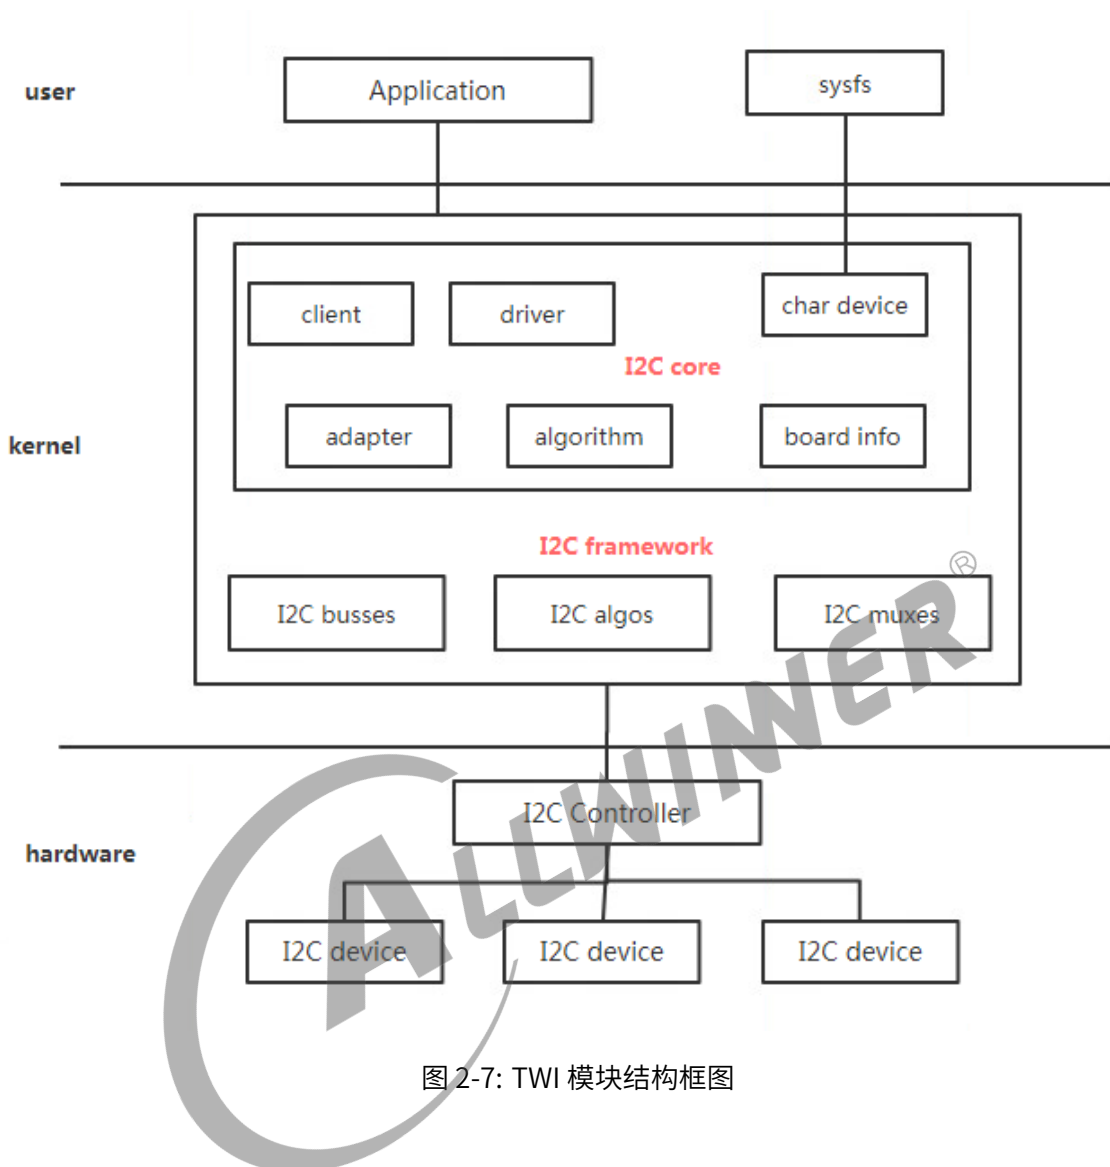 user
Application
sysfs
client
driver
char device
I2C core
kernel
adapter
algorithm
board info
I2C framework
I2C busses
I2C algos
I2C muxes
ALLWINNER®
I2C Controller
hardware
I2C device
I2C device
I2C device
图 2-7: TWI 模块结构框图